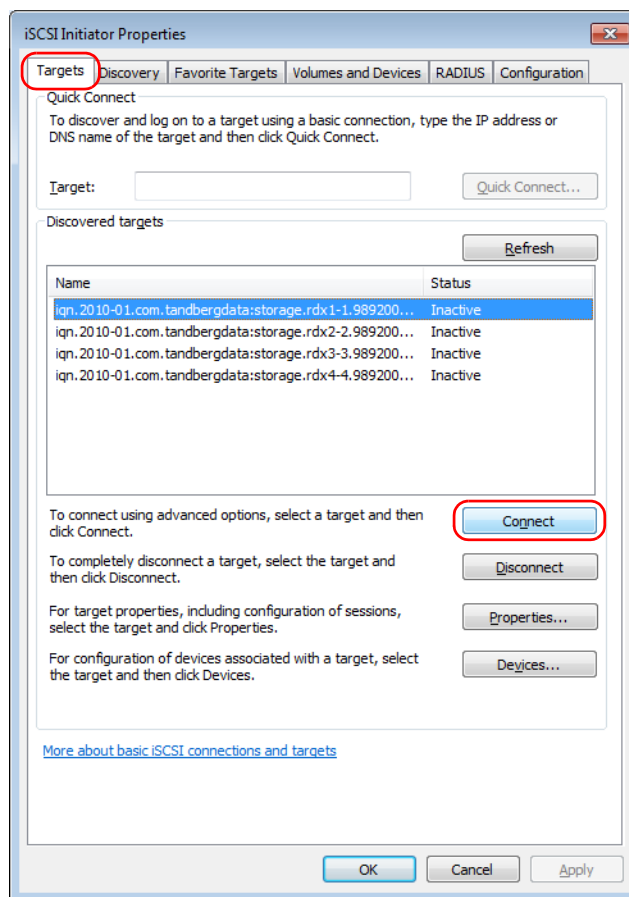 iSCSI Initiator Properties
Targets Discovery Favorite Targets Volumes and Devices RADIUS Configuration
Quick Connect
To discover and log on to a target using a basic connection, type the IP address or
DNS name of the target and then click Quick Connect.
Target:
Quick Connect...
Discovered targets
Refresh
Name Status
iqn.2010-01.com.tandbergdata:storage.rdx1-1.989200... Inactive
iqn.2010-01.com.tandbergdata:storage.rdx2-2.989200... Inactive
iqn.2010-01.com.tandbergdata:storage.rdx3-3.989200... Inactive
iqn.2010-01.com.tandbergdata:storage.rdx4-4.989200... Inactive
To connect using advanced options, select a target and then
click Connect.
Connect
To completely disconnect a target, select the target and
then click Disconnect.
Disconnect
For target properties, including configuration of sessions,
select the target and click Properties.
Properties...
For configuration of devices associated with a target, select
the target and then click Devices.
Devices...
More about basic iSCSI connections and targets
OK Cancel Apply